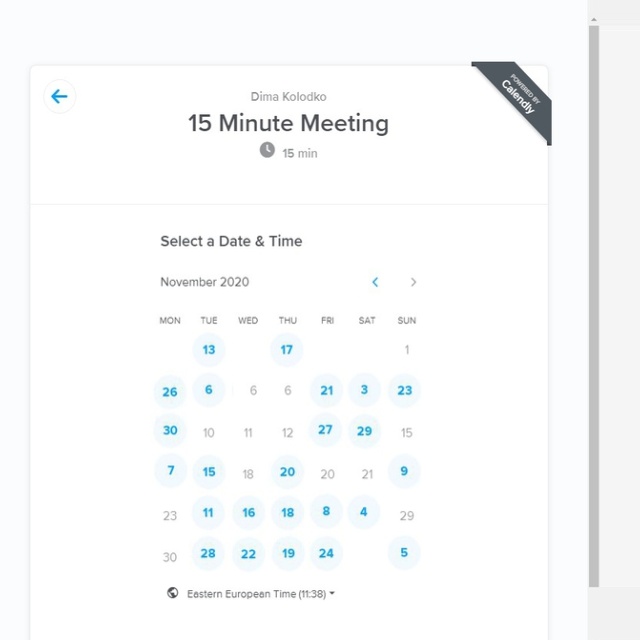 Dima Kolodko
15 Minute Meeting
15 min
POWERED BY
Calendly
Select a Date & Time
November 2020
MON TUE WED THU FRI SAT SUN
13 17 1
26 6 6 6 21 3 23
30 10 11 12 27 29 15
7 15 18 20 20 21 9
23 11 16 18 8 4 29
30 28 22 19 24 5
Eastern European Time (11:38)